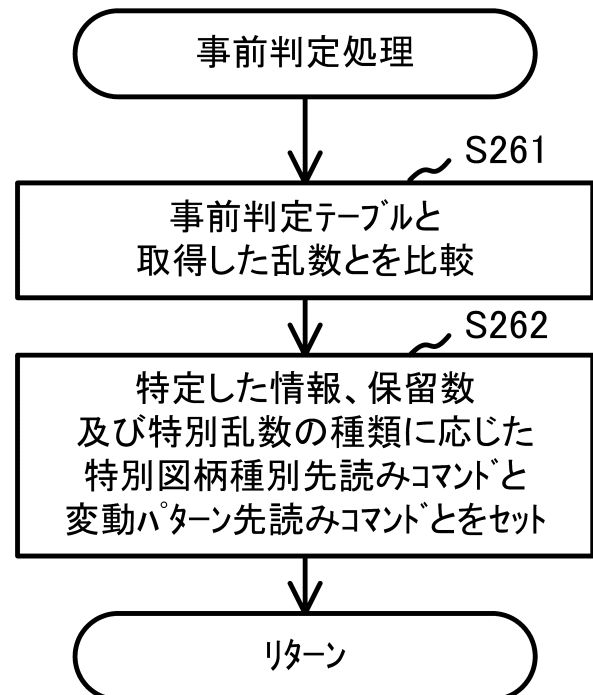 事前判定処理
S261
事前判定ﾃｰﾌﾞﾙと
取得した乱数とを比較
S262
特定した情報、保留数
及び特別乱数の種類に応じた
特別図柄種別先読みｺﾏﾝﾄﾞと
変動ﾊﾟﾀｰﾝ先読みｺﾏﾝﾄﾞとをｾｯﾄ
ﾘﾀｰﾝ